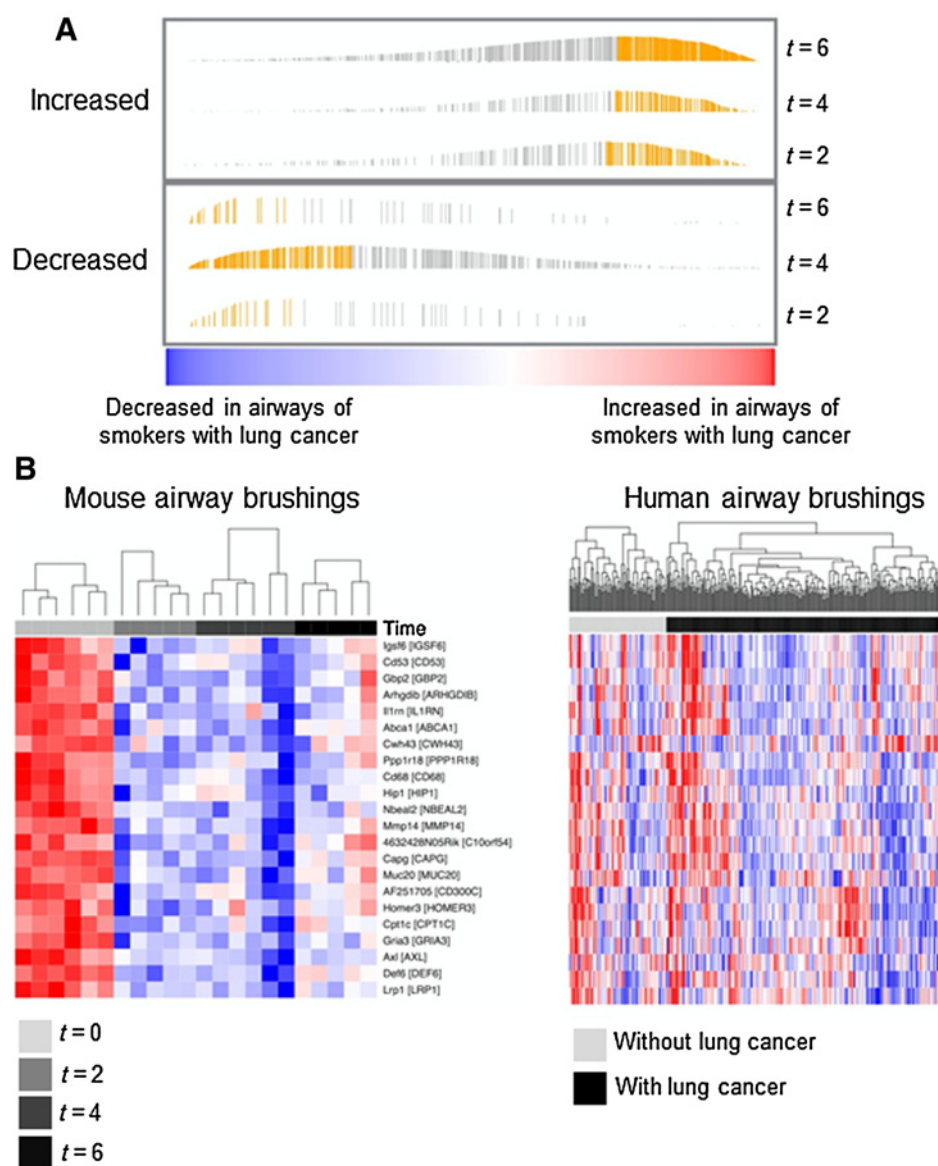 A
Increased
t = 6
t = 4
t = 2
Decreased
t = 6
t = 4
t = 2
Decreased in airways of
smokers with lung cancer
Increased in airways of
smokers with lung cancer
B
Mouse airway brushings
Human airway brushings
Time
Igsf6 [IGSF6]
Cd53 [CD53]
Gbp2 [GBP2]
Arhgdib [ARHGDIB]
Il1rn [IL1RN]
Abca1 [ABCA1]
Cwh43 [CWH43]
Ppp1r18 [PPP1R18]
Cd68 [CD68]
Hip1 [HIP1]
Nbeal2 [NBEAL2]
Mmp14 [MMP14]
4632428N05Rik [C10orf54]
Capg [CAPG]
Muc20 [MUC20]
AF251705 [CD300C]
Homer3 [HOMER3]
Cpt1c [CPT1C]
Gria3 [GRIA3]
Axl [AXL]
Def6 [DEF6]
Lrp1 [LRP1]
t = 0
t = 2
t = 4
t = 6
Without lung cancer
With lung cancer